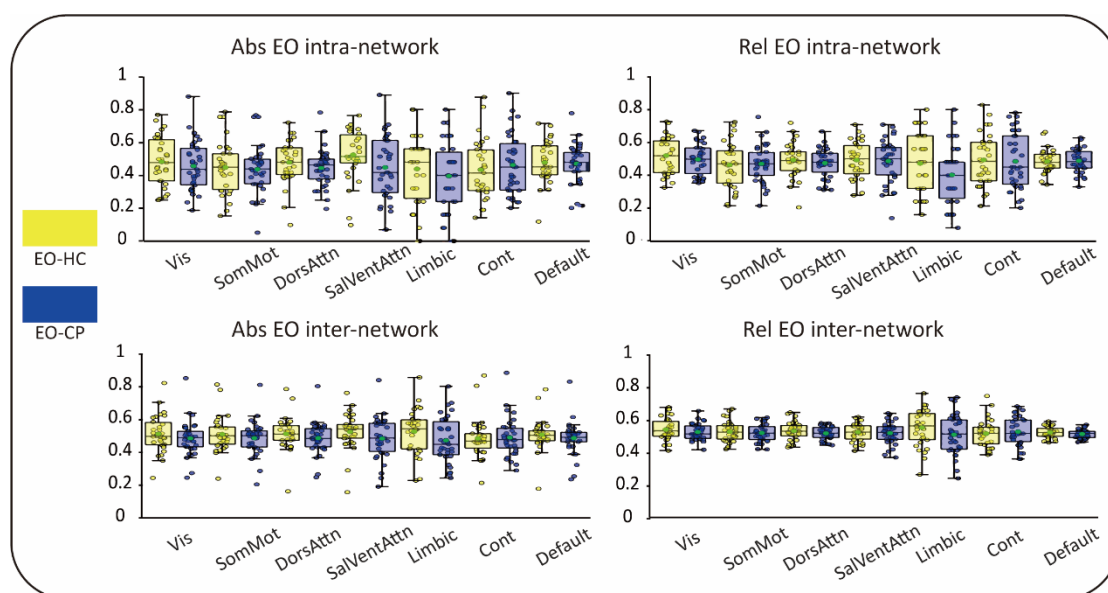 Abs EO intra-network
1
0.8
0.6
0.4
0.2
0
Vis
SomMot
DorsAttn
SalVentAttn
Limbic
Cont
Default
Rel EO intra-network
1
0.8
0.6
0.4
0.2
0
Vis
SomMot
DorsAttn
SalVentAttn
Limbic
Cont
Default
EO-HC
EO-CP
Abs EO inter-network
1
0.8
0.6
0.4
0.2
0
Vis
SomMot
DorsAttn
SalVentAttn
Limbic
Cont
Default
Rel EO inter-network
1
0.8
0.6
0.4
0.2
0
Vis
SomMot
DorsAttn
SalVentAttn
Limbic
Cont
Default